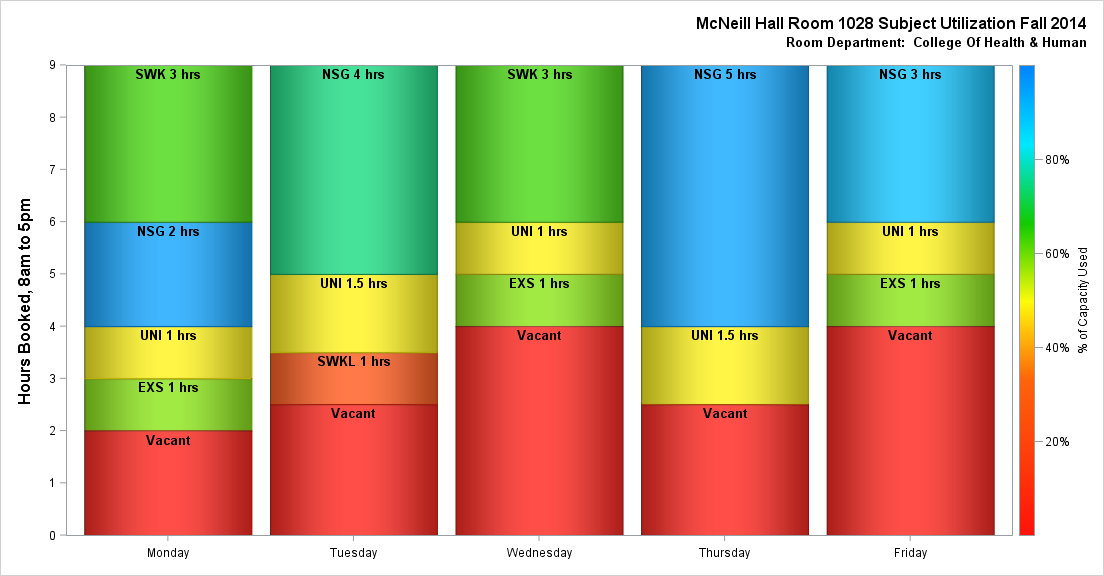 McNeill Hall Room 1028 Subject Utilization Fall 2014
Room Department:  College Of Health & Human
Hours Booked, 8am to 5pm
9
8
7
6
5
4
3
2
1
0
SWK 3 hrs
NSG 2 hrs
UNI 1 hrs
EXS 1 hrs
Vacant
NSG 4 hrs
UNI 1.5 hrs
SWKL 1 hrs
Vacant
SWK 3 hrs
UNI 1 hrs
EXS 1 hrs
Vacant
NSG 5 hrs
UNI 1.5 hrs
Vacant
NSG 3 hrs
UNI 1 hrs
EXS 1 hrs
Vacant
Monday
Tuesday
Wednesday
Thursday
Friday
80%
60%
40%
20%
% of Capacity Used